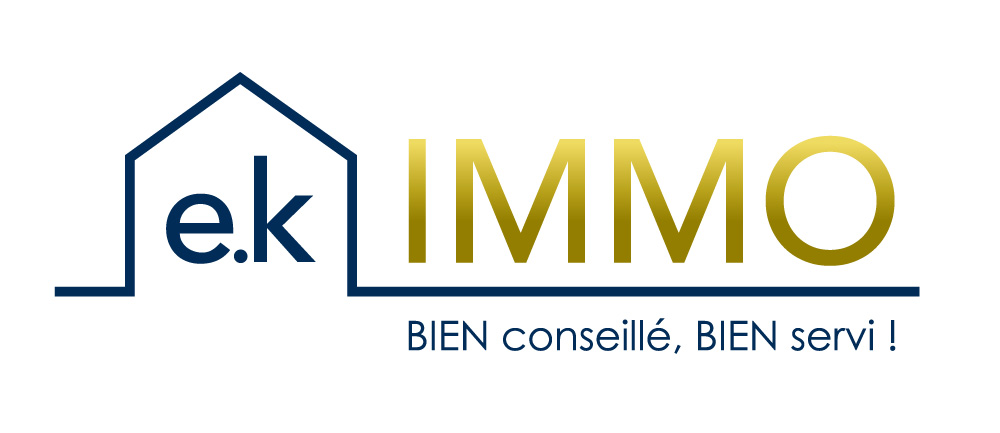 e.k IMMO
BIEN conseillé, BIEN servi !